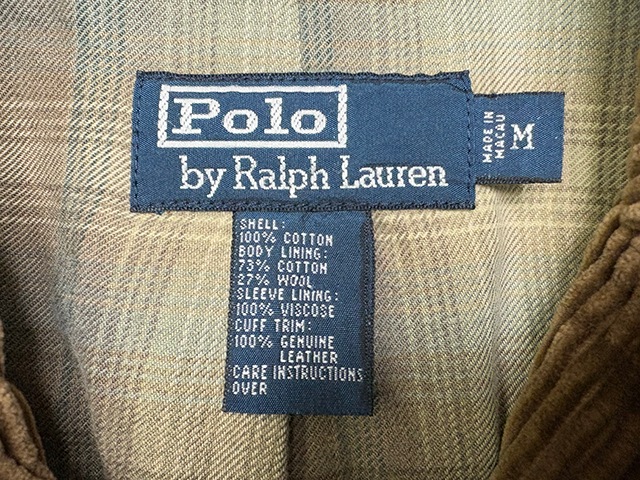 Polo
by Ralph Lauren
MADE IN
MACAU
M
SHELL:
100% COTTON
BODY LINING:
73% COTTON
27% WOOL
SLEEVE LINING:
100% VISCOSE
CUFF TRIM:
100% GENUINE
LEATHER
CARE INSTRUCTIONS
OVER